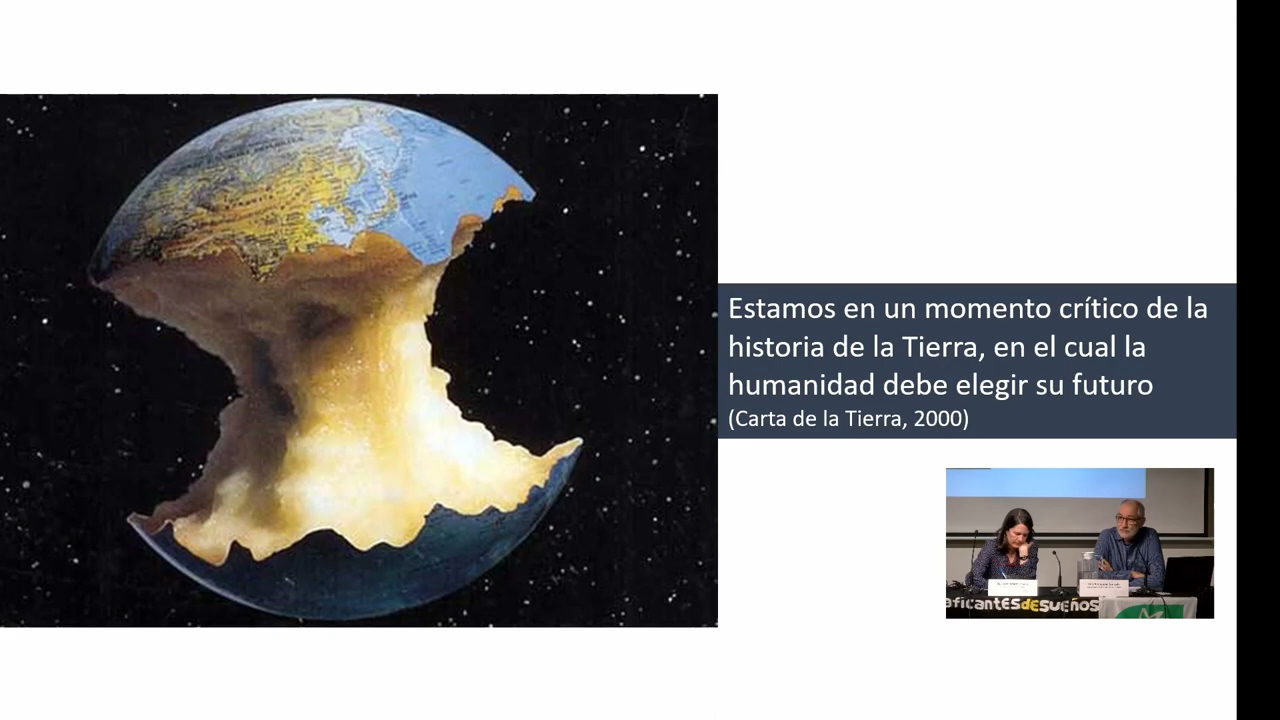 Estamos en un momento crítico de la
historia de la Tierra, en el cual la
humanidad debe elegir su futuro
(Carta de la Tierra, 2000)
aficantes de sueños